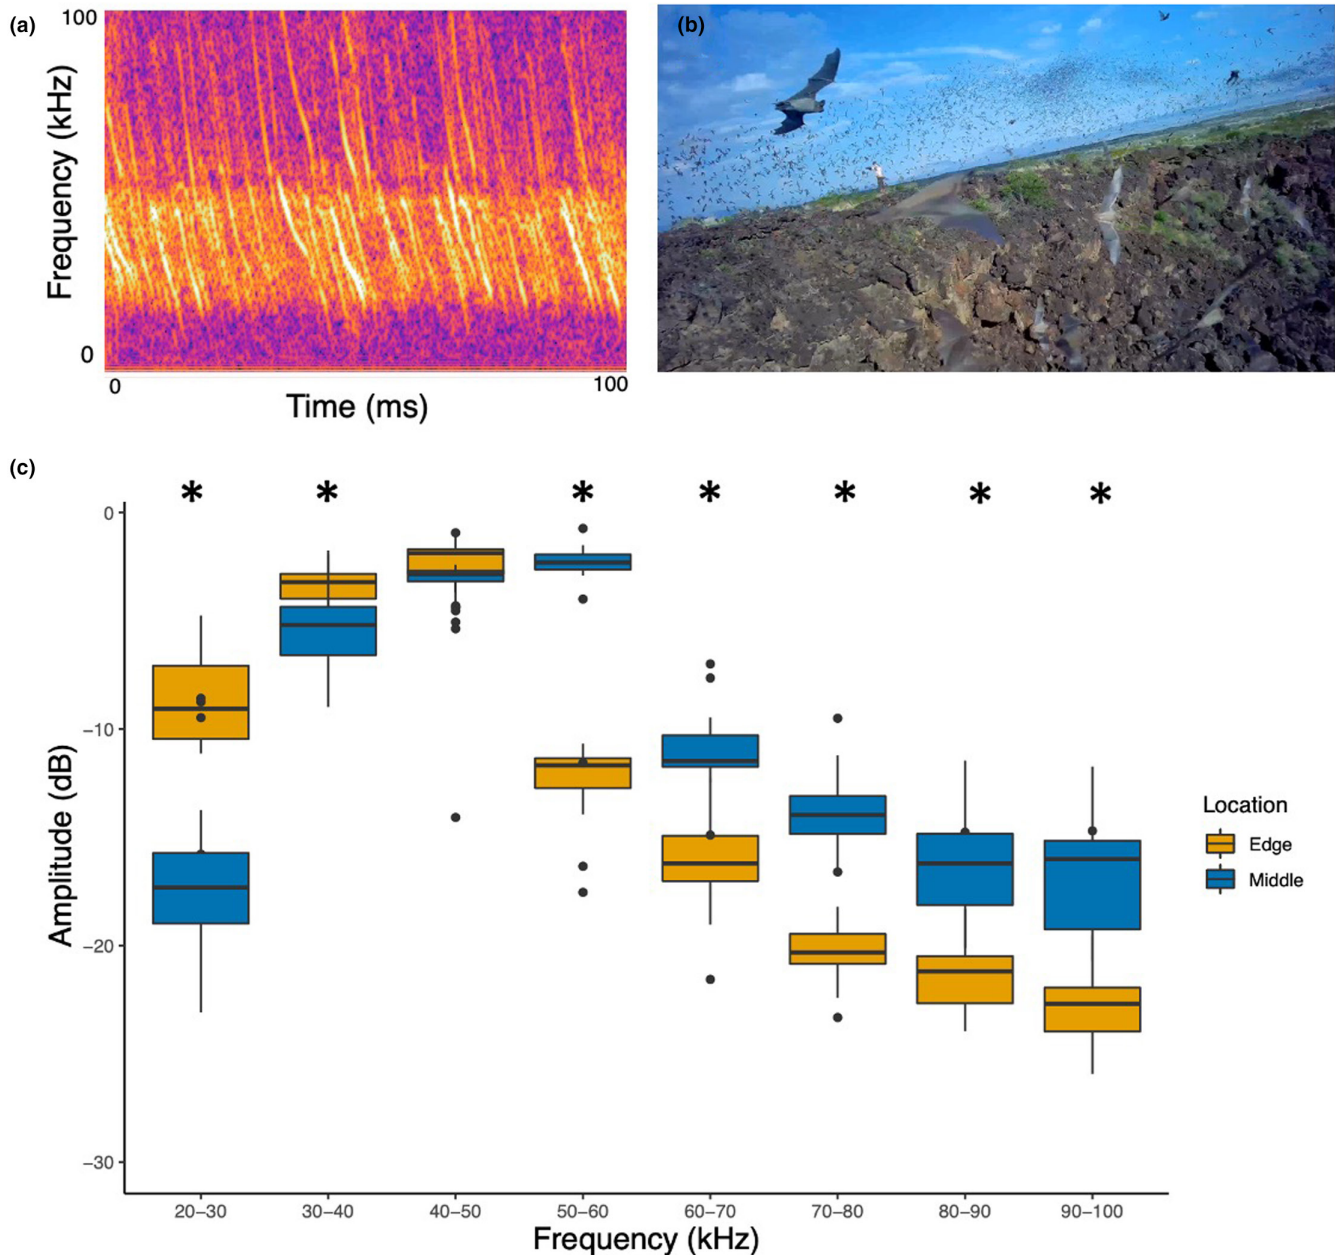 (a)
100
Frequency (kHz)
0
0
100
Time (ms)
(b)
(c)
* * * * * * *
0
−10
−20
−30
Amplitude (dB)
20−30 30−40 40−50 50−60 60−70 70−80 80−90 90−100
Frequency (kHz)
Location
Edge
Middle